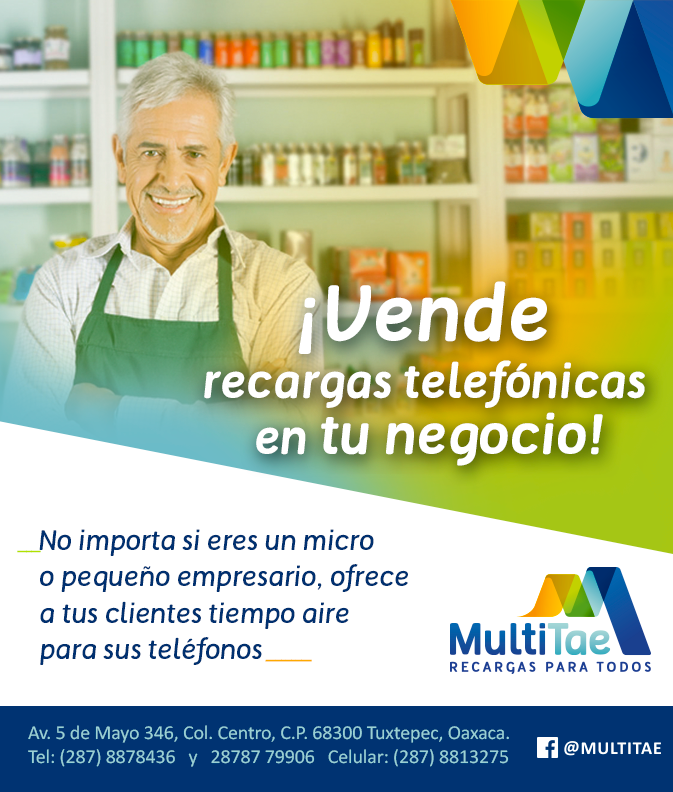 ¡Vende
recargas telefónicas
en tu negocio!
No importa si eres un micro
o pequeño empresario, ofrece
a tus clientes tiempo aire
para sus teléfonos
MultiTae
RECARGAS PARA TODOS
Av. 5 de Mayo 346, Col. Centro, C.P. 68300 Tuxtepec, Oaxaca.
Tel: (287) 8878436 y 28787 79906 Celular: (287) 8813275
@MULTITAE